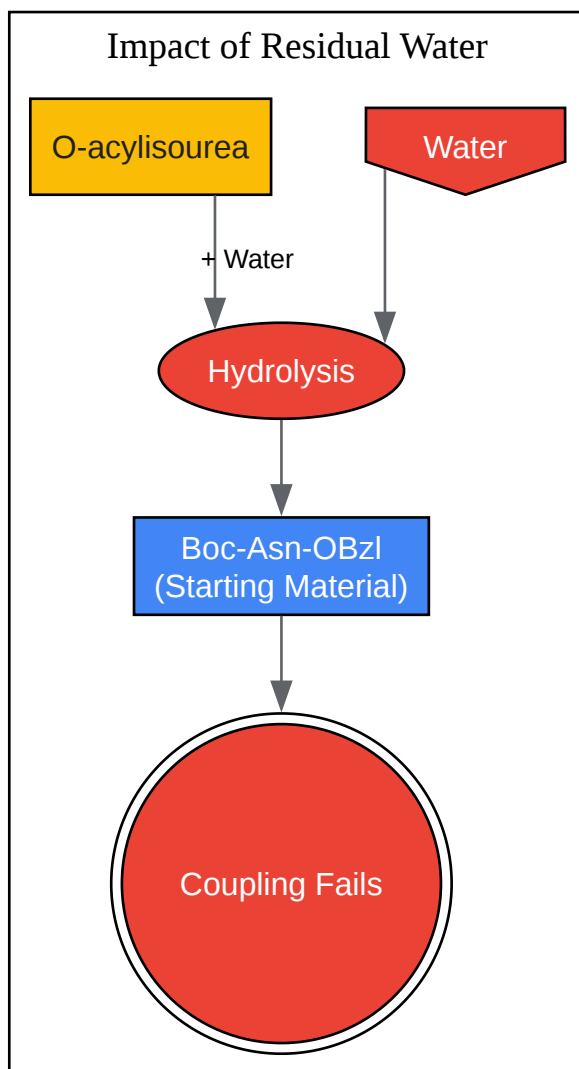 Impact of Residual Water
O-acylisourea
Water
+ Water
Hydrolysis
Boc-Asn-OBzl
(Starting Material)
Coupling Fails